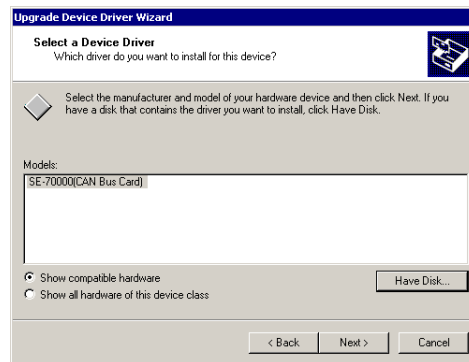 Upgrade Device Driver Wizard
Select a Device Driver
Which driver do you want to install for this device?
Select the manufacturer and model of your hardware device and then click Next. If you
have a disk that contains the driver you want to install, click Have Disk.
Models:
SE-70000(CAN Bus Card)
Show compatible hardware
Show all hardware of this device class
Have Disk...
< Back
Next >
Cancel